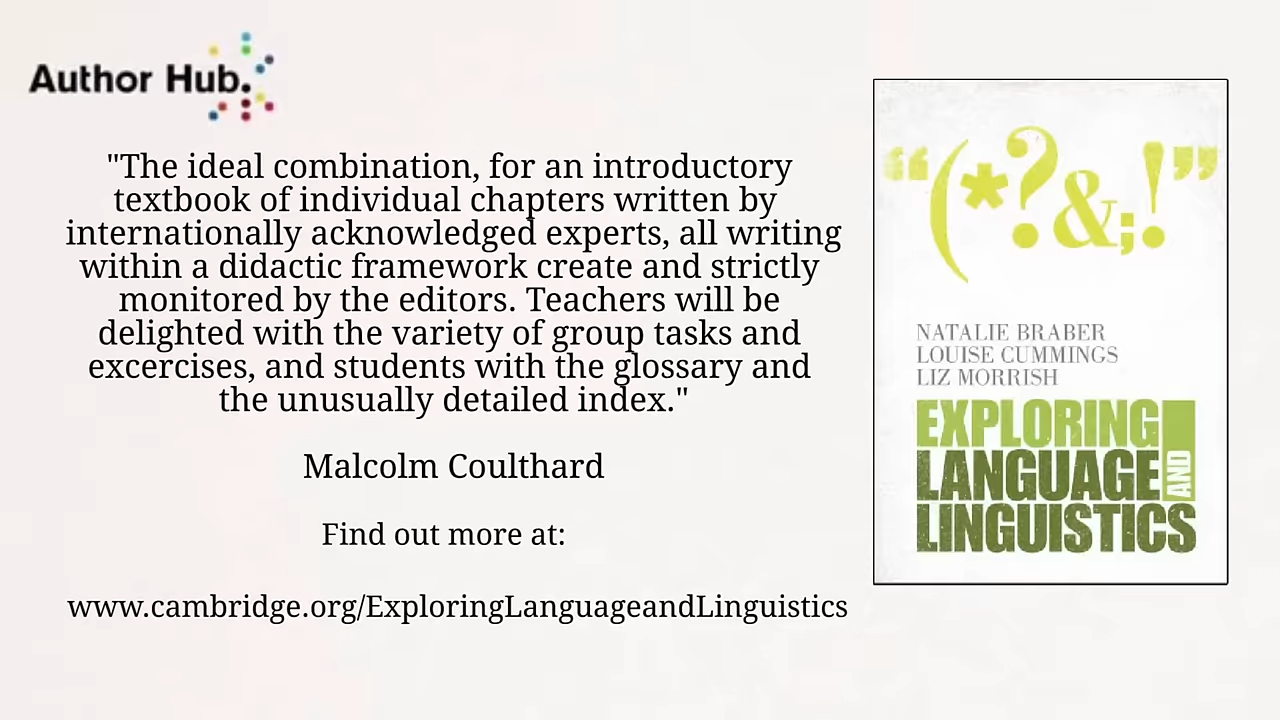 Author Hub.
"The ideal combination, for an introductory
textbook of individual chapters written by
internationally acknowledged experts, all writing
within a didactic framework create and strictly
monitored by the editors. Teachers will be
delighted with the variety of group tasks and
excercises, and students with the glossary and
the unusually detailed index."
Malcolm Coulthard
Find out more at:
www.cambridge.org/ExploringLanguageandLinguistics
“(*?&;!”
NATALIE BRABER
LOUISE CUMMINGS
LIZ MORRISH
EXPLORING
LANGUAGE AND
LINGUISTICS